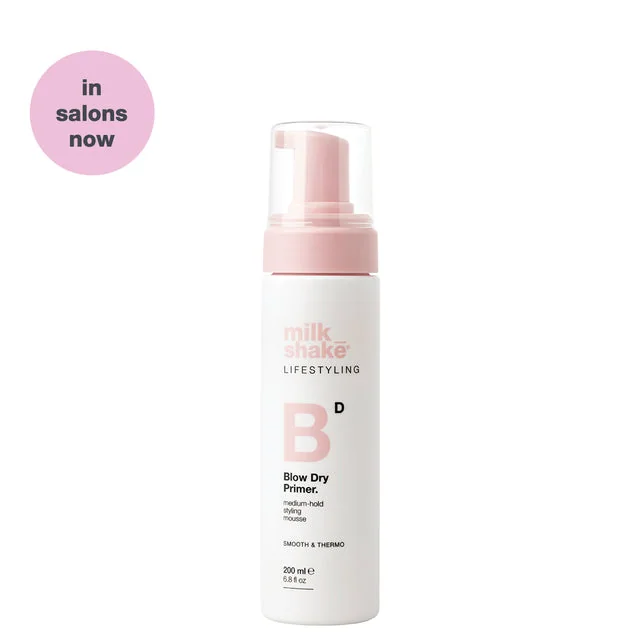 in
salons
now
milk_
shake®
LIFESTYLING
B D
Blow Dry
Primer.
medium-hold
styling
mousse
SMOOTH & THERMO
200 ml ℮
6.8 fl oz